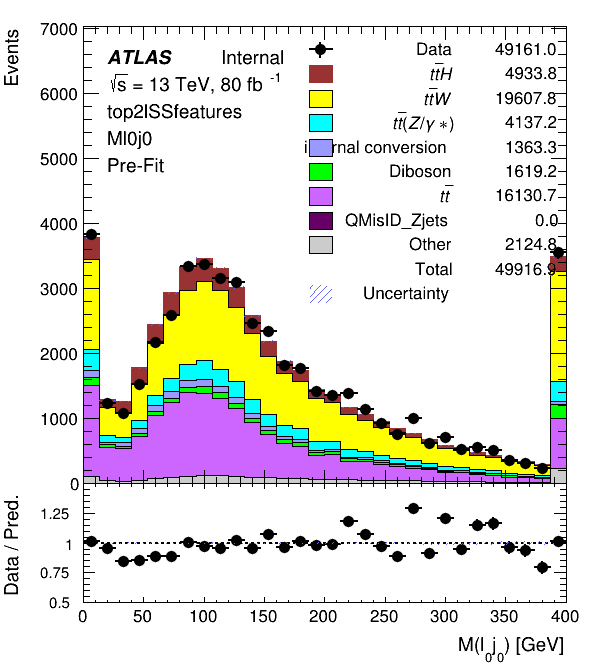 Events
7000
6000
5000
4000
3000
2000
1000
0
ATLAS Internal
√s = 13 TeV, 80 fb⁻¹
top2lSSfeatures
Ml0j0
Pre-Fit
Data 49161.0
tt̄H 4933.8
tt̄W 19607.8
tt̄(Z/γ*) 4137.2
internal conversion 1363.3
Diboson 1619.2
tt̄ 16130.7
QMisID_Zjets 0.0
Other 2124.8
Total 49916.9
Uncertainty
Data / Pred.
1.25
1
0.75
0.5
0 50 100 150 200 250 300 350 400
M(l₀j₀) [GeV]